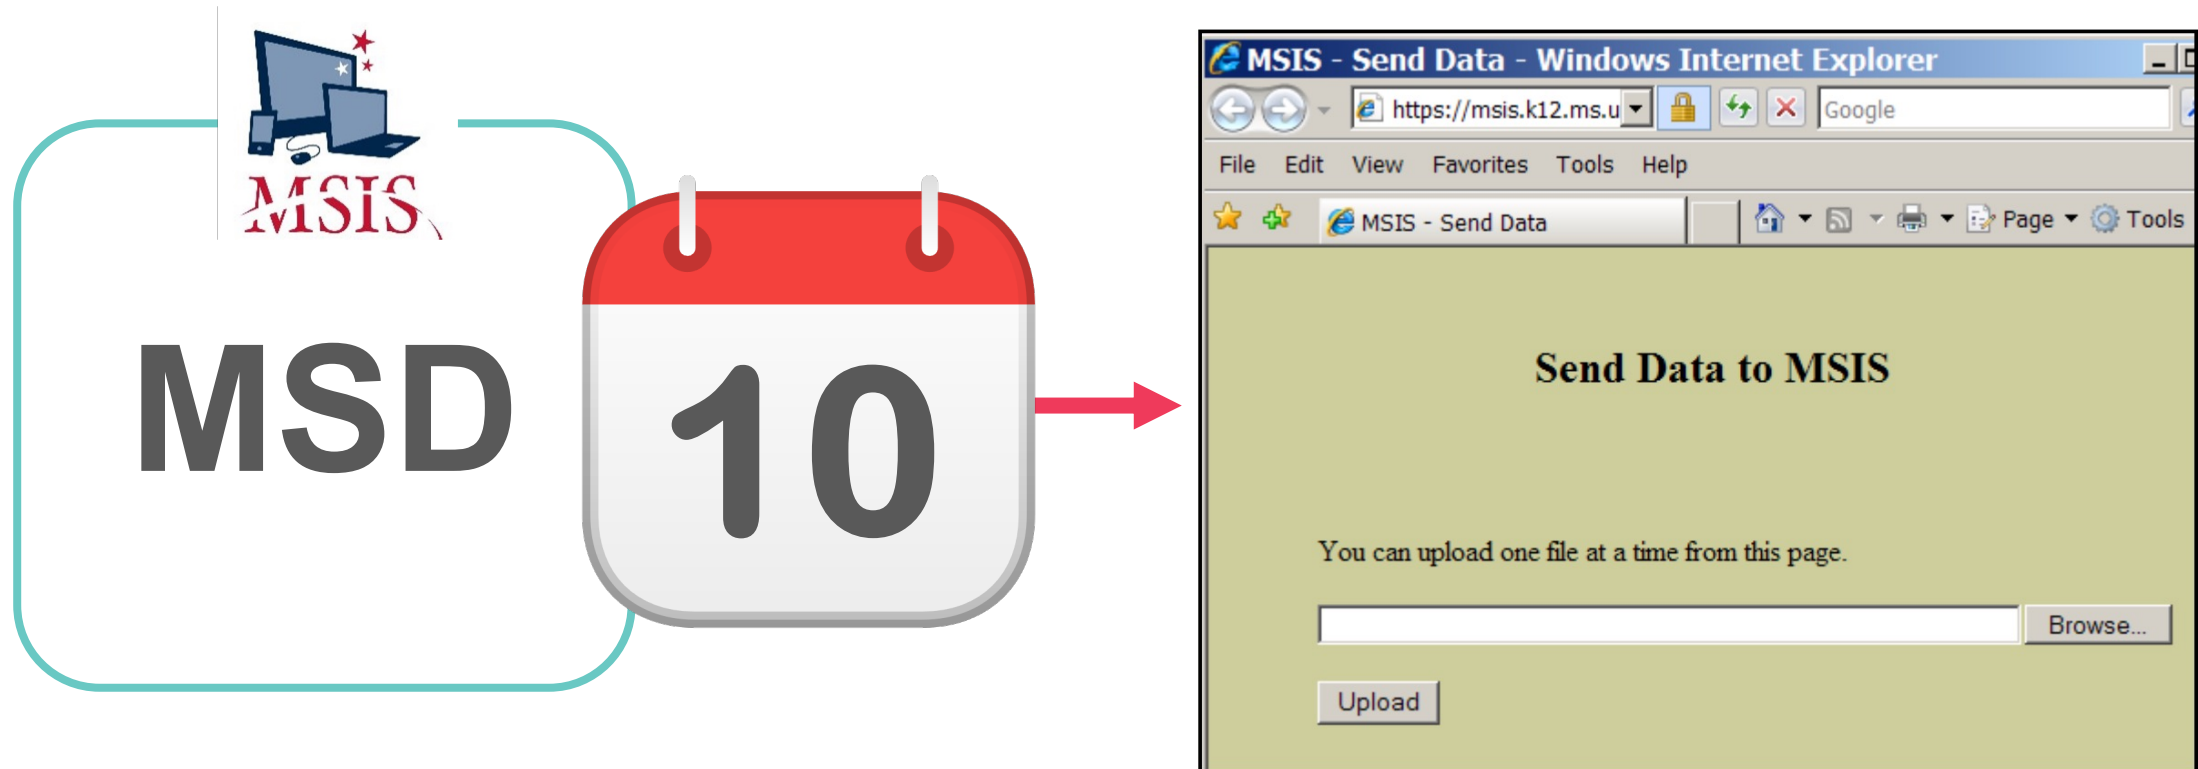 MSIS
MSD
10
MSIS - Send Data - Windows Internet Explorer
https://msis.k12.ms.u
Google
File Edit View Favorites Tools Help
MSIS - Send Data
Page
Tools
Send Data to MSIS
You can upload one file at a time from this page.
Browse...
Upload